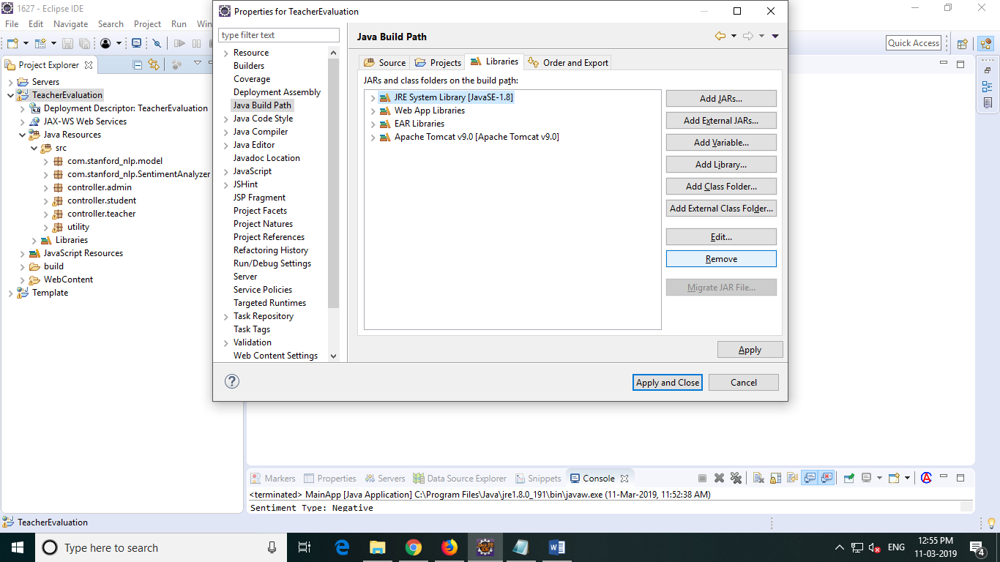 1627 - Eclipse IDE
File Edit Navigate Search Project Run Win
Quick Access
Project Explorer
Servers
TeacherEvaluation
Deployment Descriptor: TeacherEvaluation
JAX-WS Web Services
Java Resources
src
com.stanford_nlp.model
com.stanford_nlp.SentimentAnalyzer
controller.admin
controller.student
controller.teacher
utility
Libraries
JavaScript Resources
build
WebContent
Template
Properties for TeacherEvaluation
type filter text
Resource
Builders
Coverage
Deployment Assembly
Java Build Path
Java Code Style
Java Compiler
Java Editor
Javadoc Location
JavaScript
JSHint
JSP Fragment
Project Facets
Project Natures
Project References
Refactoring History
Run/Debug Settings
Server
Service Policies
Targeted Runtimes
Task Repository
Task Tags
Validation
Web Content Settings
Java Build Path
Source Projects Libraries Order and Export
JARs and class folders on the build path:
JRE System Library [JavaSE-1.8]
Web App Libraries
EAR Libraries
Apache Tomcat v9.0 [Apache Tomcat v9.0]
Add JARs...
Add External JARs...
Add Variable...
Add Library...
Add Class Folder...
Add External Class Folder...
Edit...
Remove
Migrate JAR File...
Apply
Apply and Close Cancel
Markers Properties Servers Data Source Explorer Snippets Console
<terminated> MainApp [Java Application] C:\Program Files\Java\jre1.8.0_191\bin\javaw.exe (11-Mar-2019, 11:52:38 AM)
Sentiment Type: Negative
TeacherEvaluation
Type here to search
ENG
12:55 PM
11-03-2019
4